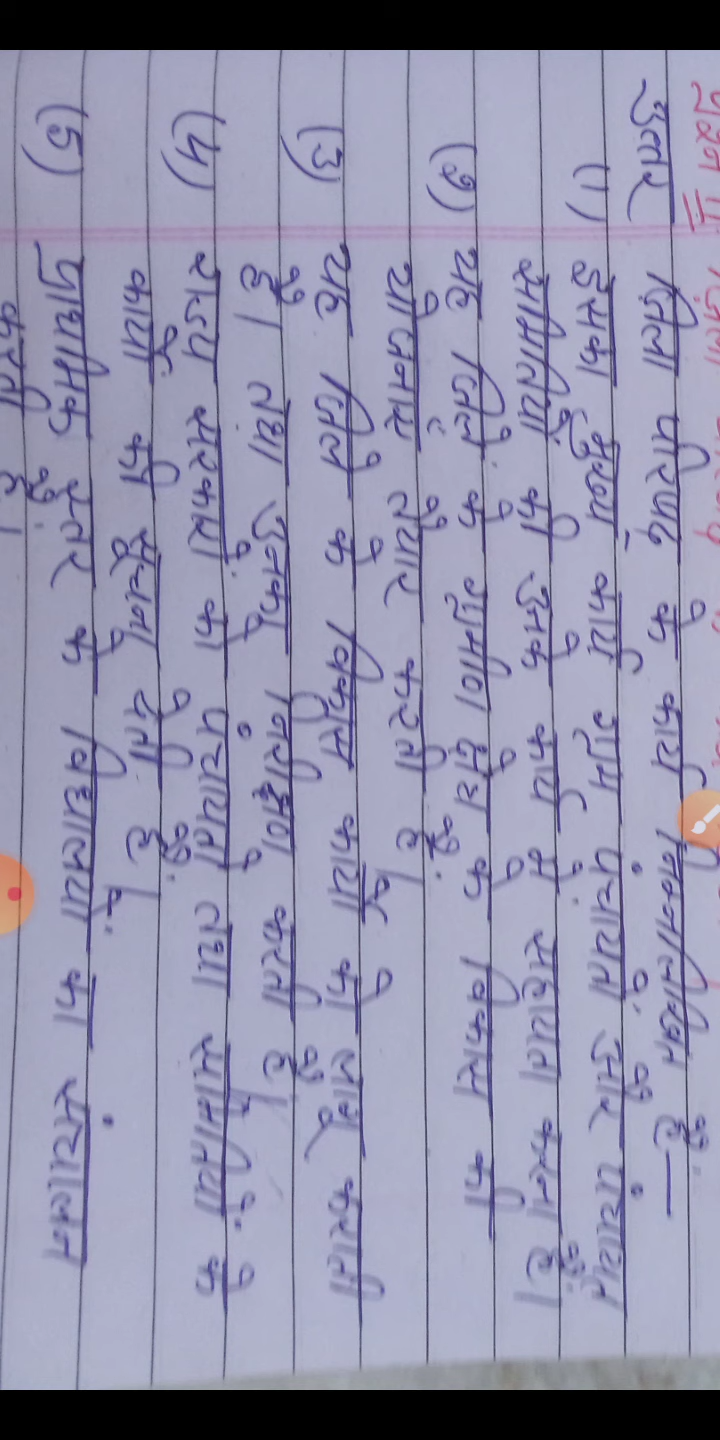 प्रश्न 11 जिला
उत्तर जिला परिषद् के कार्य निम्नलिखित हैं—
(1) इसका मुख्य कार्य ग्राम पंचायतों और पंचायत
समितियों की उनके कार्य में सहायता करना है।
(2) यह जिले के ग्रामीण क्षेत्र के विकास की
योजनाएं तैयार करती है।
(3) यह जिले के विकास कार्यों को लागू कराती
है। तथा उनका निरीक्षण करती है।
(4) राज्य सरकार को पंचायतों तथा समितियों के
कार्यों की सूचना देती है।
(5) प्राथमिक स्तर के विद्यालयों का संचालन
करती है।